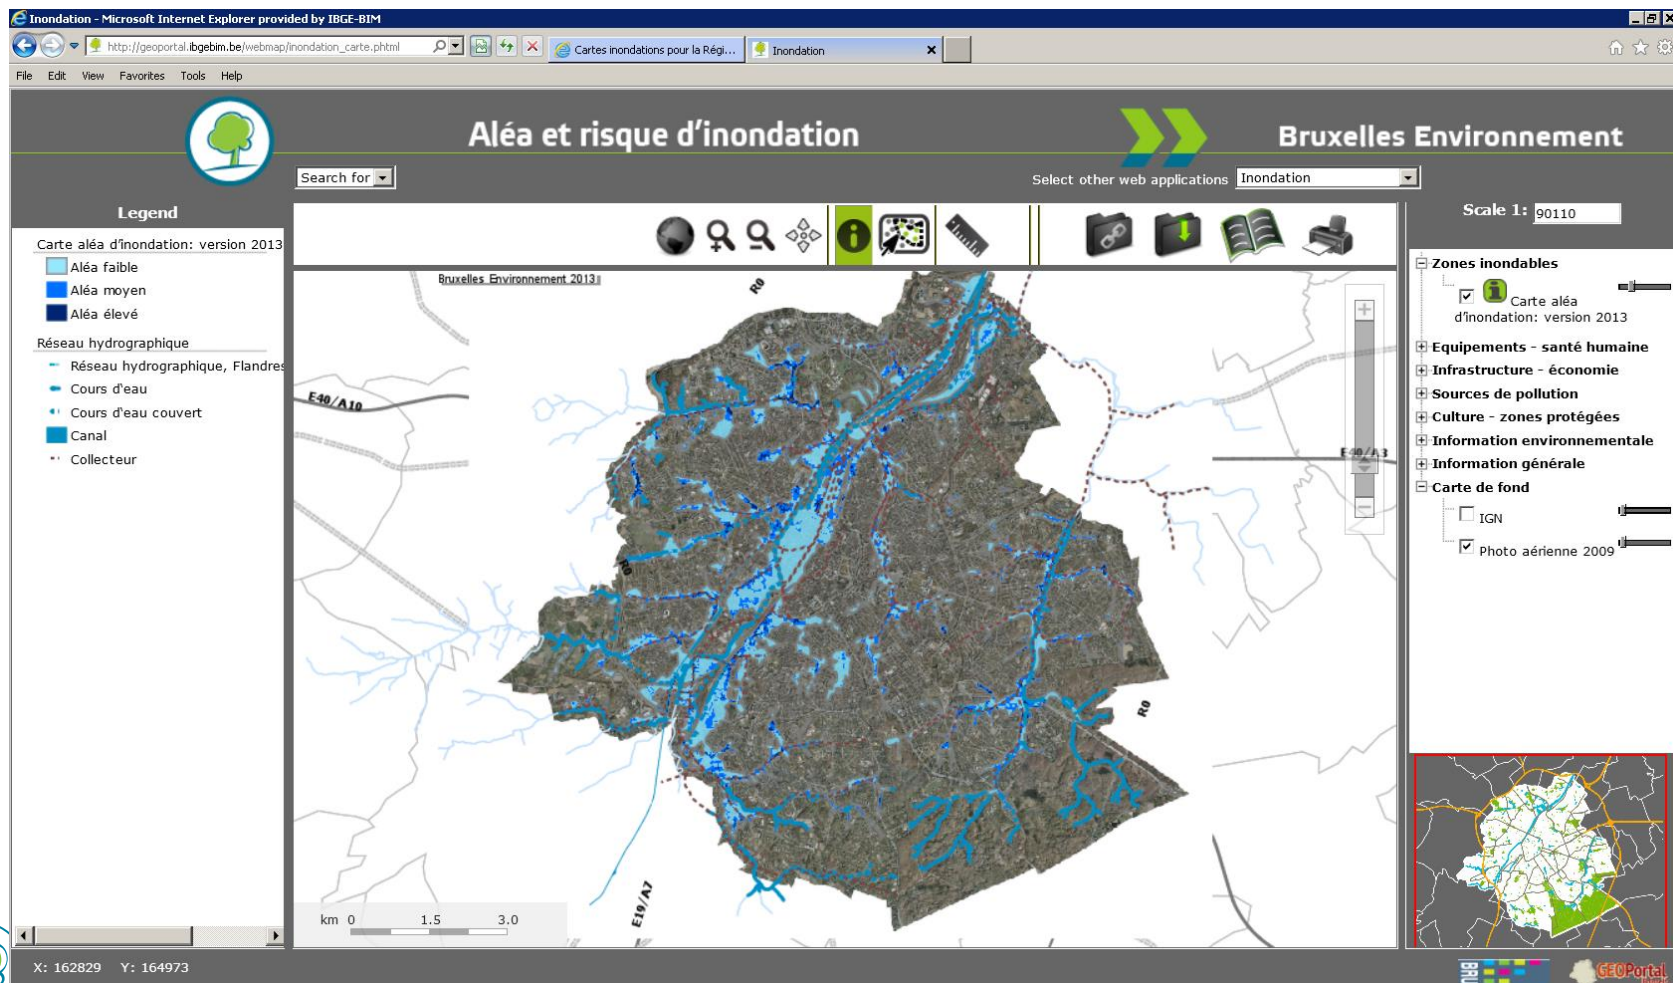 Inondation - Microsoft Internet Explorer provided by IBGE-BIM
http://geoportal.ibgebim.be/webmap/inondation_carte.phtml
Cartes inondations pour la Régi...
Inondation
File Edit View Favorites Tools Help
Aléa et risque d'inondation
Bruxelles Environnement
Search for
Select other web applications Inondation
Legend
Scale 1: 90110
Carte aléa d'inondation: version 2013
Aléa faible
Aléa moyen
Aléa élevé
Réseau hydrographique
Réseau hydrographique, Flandres
Cours d'eau
Cours d'eau couvert
Canal
Collecteur
Bruxelles Environnement 2013
R0
E40/A10
E40/A3
R0
R0
E19/A7
km 0 1.5 3.0
Zones inondables
Carte aléa
d'inondation: version 2013
Equipements - santé humaine
Infrastructure - économie
Sources de pollution
Culture - zones protégées
Information environnementale
Information générale
Carte de fond
IGN
Photo aérienne 2009
X: 162829 Y: 164973
BRU
GEOPortal